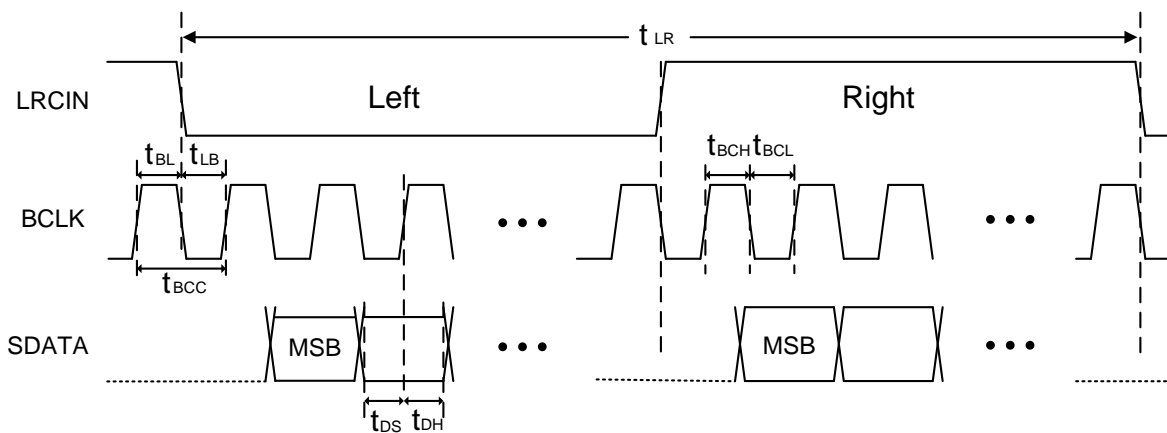 t LR
LRCIN
Left
Right
tBL
tLB
tBCH
tBCL
BCLK
•••
•••
tBCC
SDATA
MSB
•••
MSB
•••
tDS
tDH